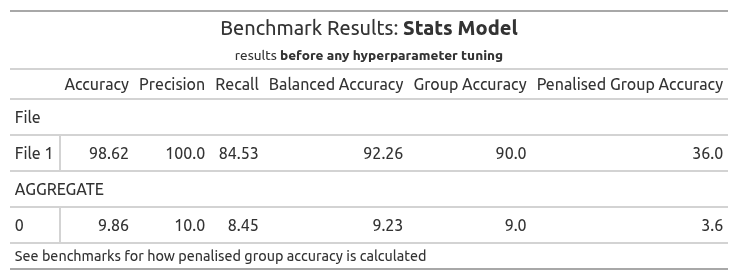 Benchmark Results: Stats Model
results before any hyperparameter tuning
Accuracy Precision Recall Balanced Accuracy Group Accuracy Penalised Group Accuracy
File
File 1 98.62 100.0 84.53 92.26 90.0 36.0
AGGREGATE
0 9.86 10.0 8.45 9.23 9.0 3.6
See benchmarks for how penalised group accuracy is calculated